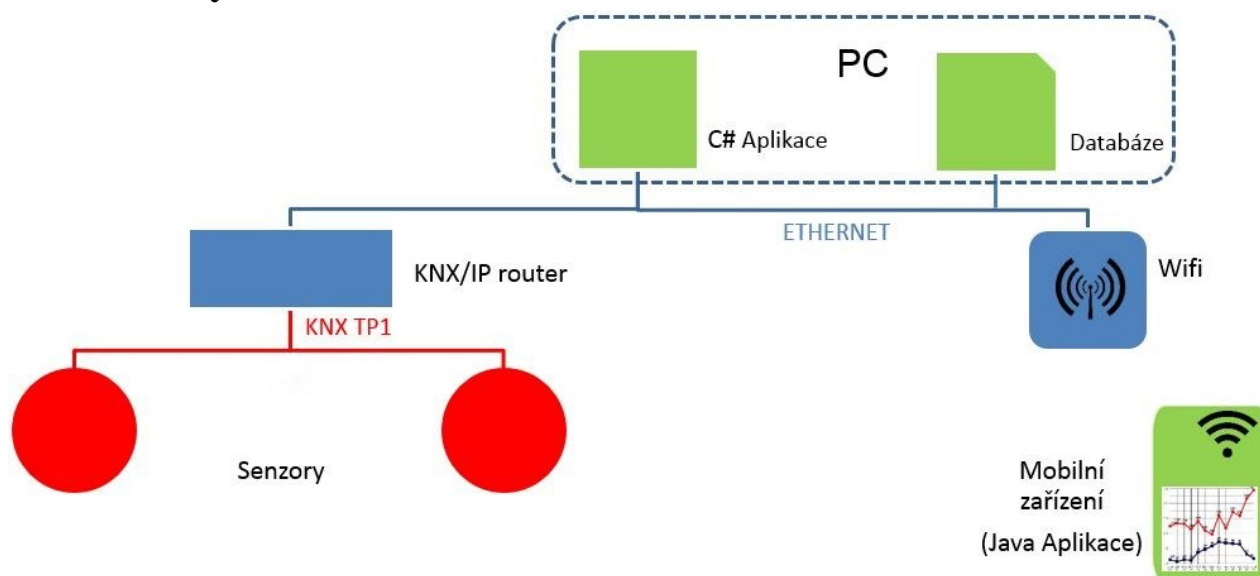 PC
C# Aplikace
Databáze
ETHERNET
KNX/IP router
Wifi
KNX TP1
Senzory
Mobilní
zařízení
(Java Aplikace)